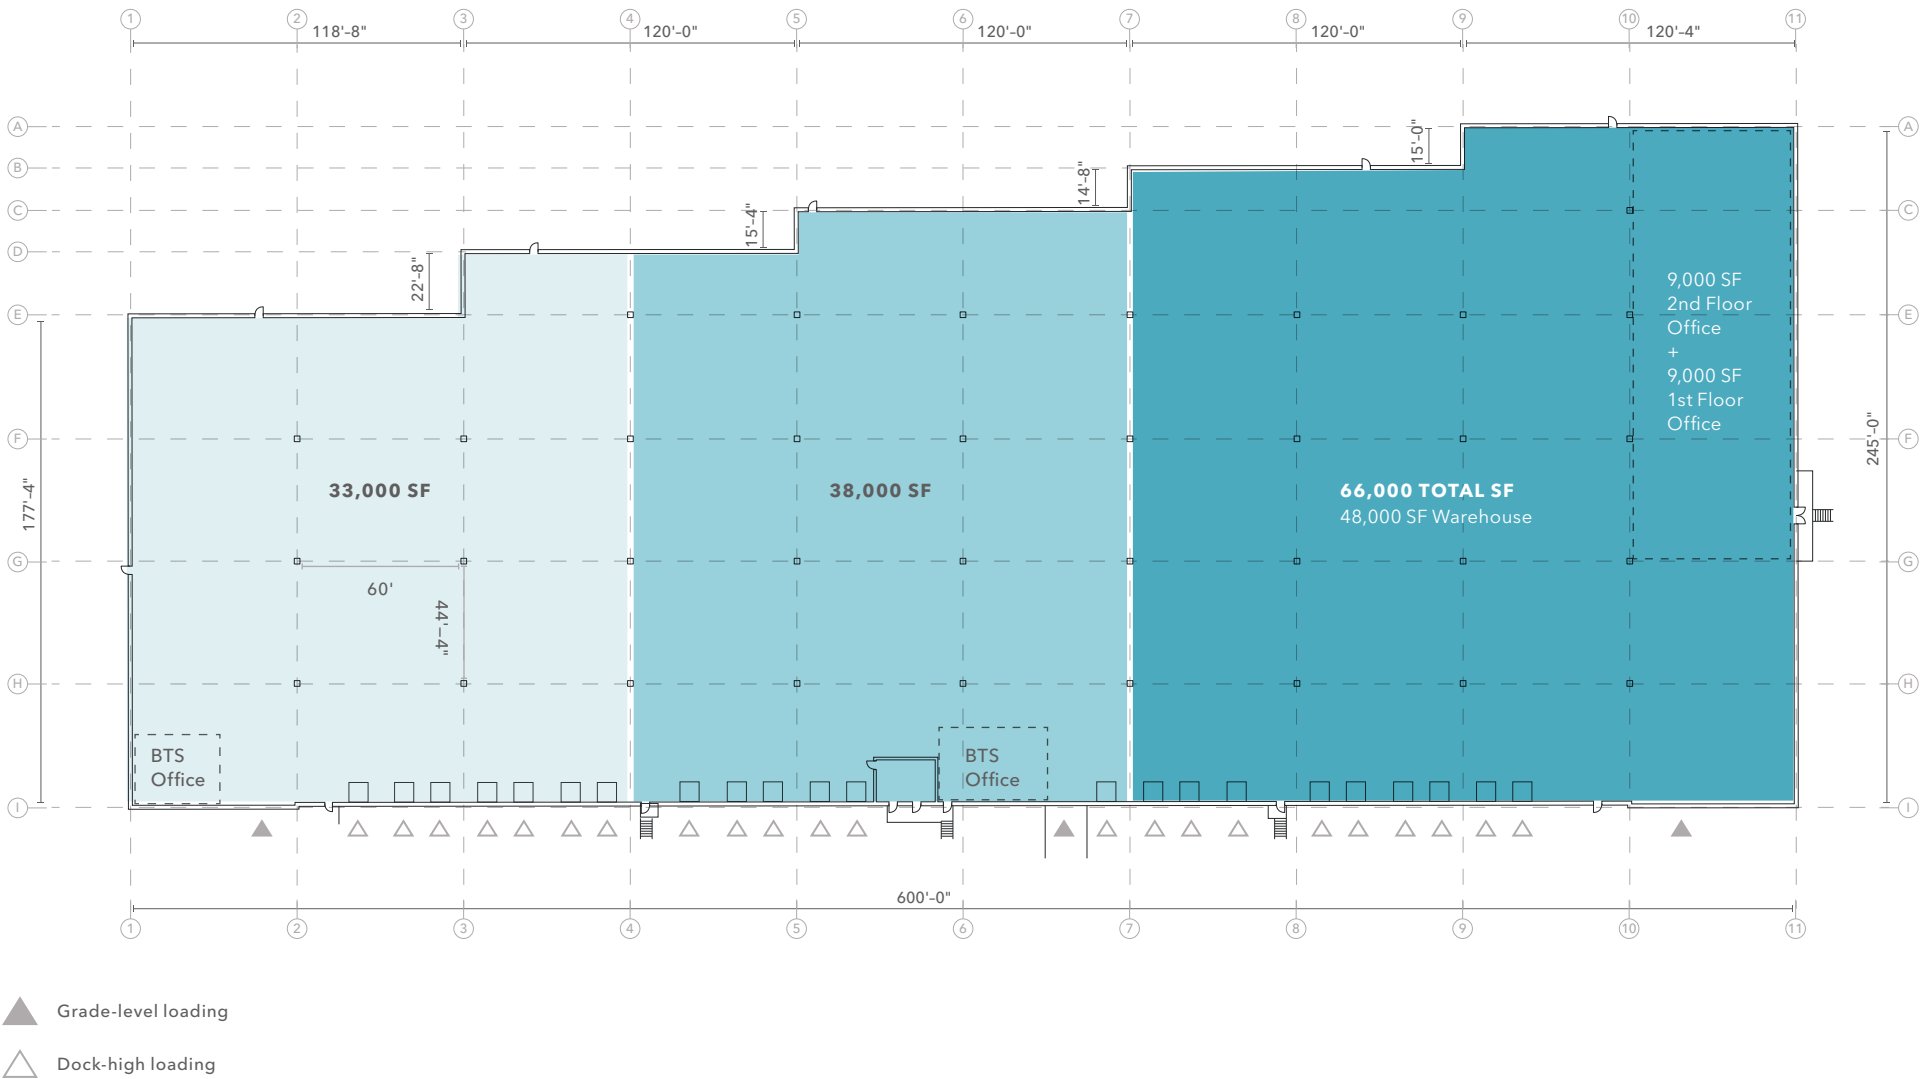 1 2 3 4 5 6 7 8 9 10 11
118'-8" 120'-0" 120'-0" 120'-0" 120'-4"
A A
15'-0"
B
14'-8"
C C
15'-4"
D
22'-8"
E E
9,000 SF
2nd Floor
Office
+
9,000 SF
1st Floor
Office
F F
245'-0"
177'-4"
33,000 SF 38,000 SF 66,000 TOTAL SF
48,000 SF Warehouse
G G
60'
44'-4"
H H
BTS
Office
BTS
Office
I I
600'-0"
1 2 3 4 5 6 7 8 9 10 11
Grade-level loading
Dock-high loading